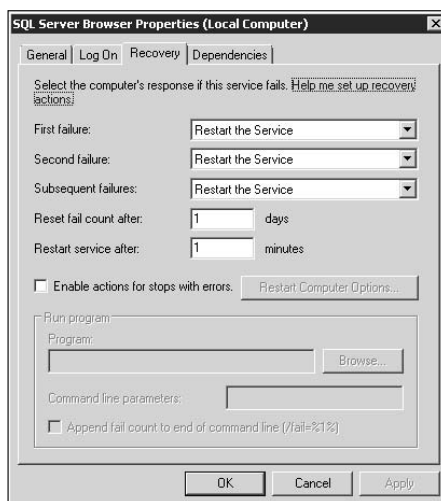 SQL Server Browser Properties (Local Computer)
General Log On Recovery Dependencies
Select the computer's response if this service fails. Help me set up recovery
actions.
First failure: Restart the Service
Second failure: Restart the Service
Subsequent failures: Restart the Service
Reset fail count after: 1 days
Restart service after: 1 minutes
Enable actions for stops with errors. Restart Computer Options...
Run program
Program:
Browse...
Command line parameters:
Append fail count to end of command line (/fail=%1%)
OK Cancel Apply